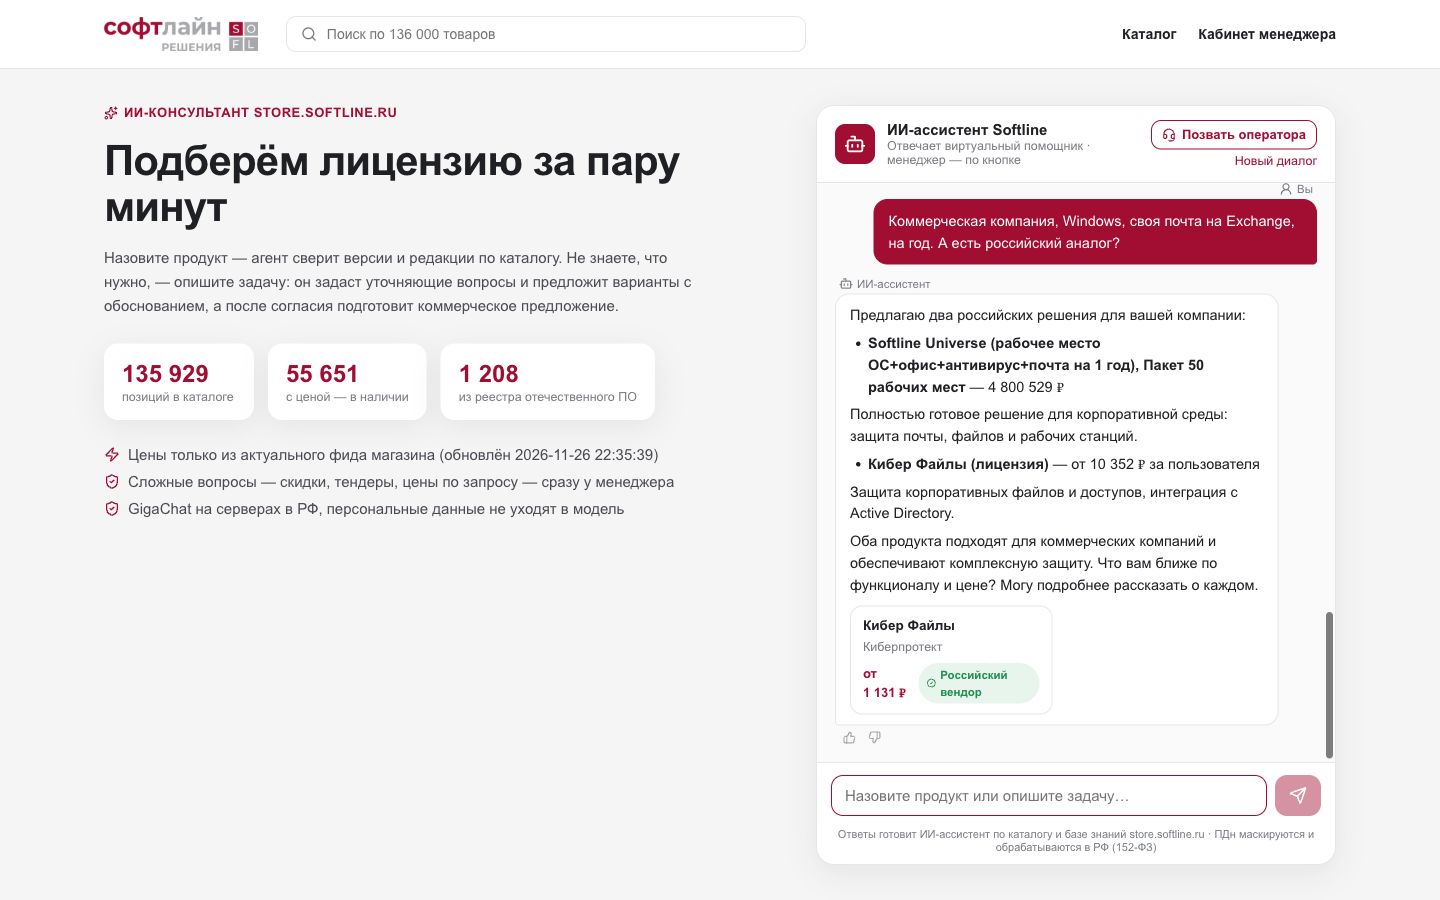 софтлайн
РЕШЕНИЯ
SO
FL
Поиск по 136 000 товаров
Каталог
Кабинет менеджера
ИИ-КОНСУЛЬТАНТ STORE.SOFTLINE.RU
Подберём лицензию за пару
минут
Назовите продукт — агент сверит версии и редакции по каталогу. Не знаете, что
нужно, — опишите задачу: он задаст уточняющие вопросы и предложит варианты с
обоснованием, а после согласия подготовит коммерческое предложение.
135 929
позиций в каталоге
55 651
с ценой — в наличии
1 208
из реестра отечественного ПО
Цены только из актуального фида магазина (обновлён 2026-11-26 22:35:39)
Сложные вопросы — скидки, тендеры, цены по запросу — сразу у менеджера
GigaChat на серверах в РФ, персональные данные не уходят в модель
ИИ-ассистент Softline
Отвечает виртуальный помощник ·
менеджер — по кнопке
Позвать оператора
Новый диалог
Вы
Коммерческая компания, Windows, своя почта на Exchange,
на год. А есть российский аналог?
ИИ-ассистент
Предлагаю два российских решения для вашей компании:
• Softline Universe (рабочее место
ОС+офис+антивирус+почта на 1 год), Пакет 50
рабочих мест — 4 800 529 ₽
Полностью готовое решение для корпоративной среды:
защита почты, файлов и рабочих станций.
• Кибер Файлы (лицензия) — от 10 352 ₽ за пользователя
Защита корпоративных файлов и доступов, интеграция с
Active Directory.
Оба продукта подходят для коммерческих компаний и
обеспечивают комплексную защиту. Что вам ближе по
функционалу и цене? Могу подробнее рассказать о каждом.
Кибер Файлы
Киберпротект
от
1 131 ₽
Российский
вендор
Назовите продукт или опишите задачу…
Ответы готовит ИИ-ассистент по каталогу и базе знаний store.softline.ru · ПДн маскируются и
обрабатываются в РФ (152-ФЗ)